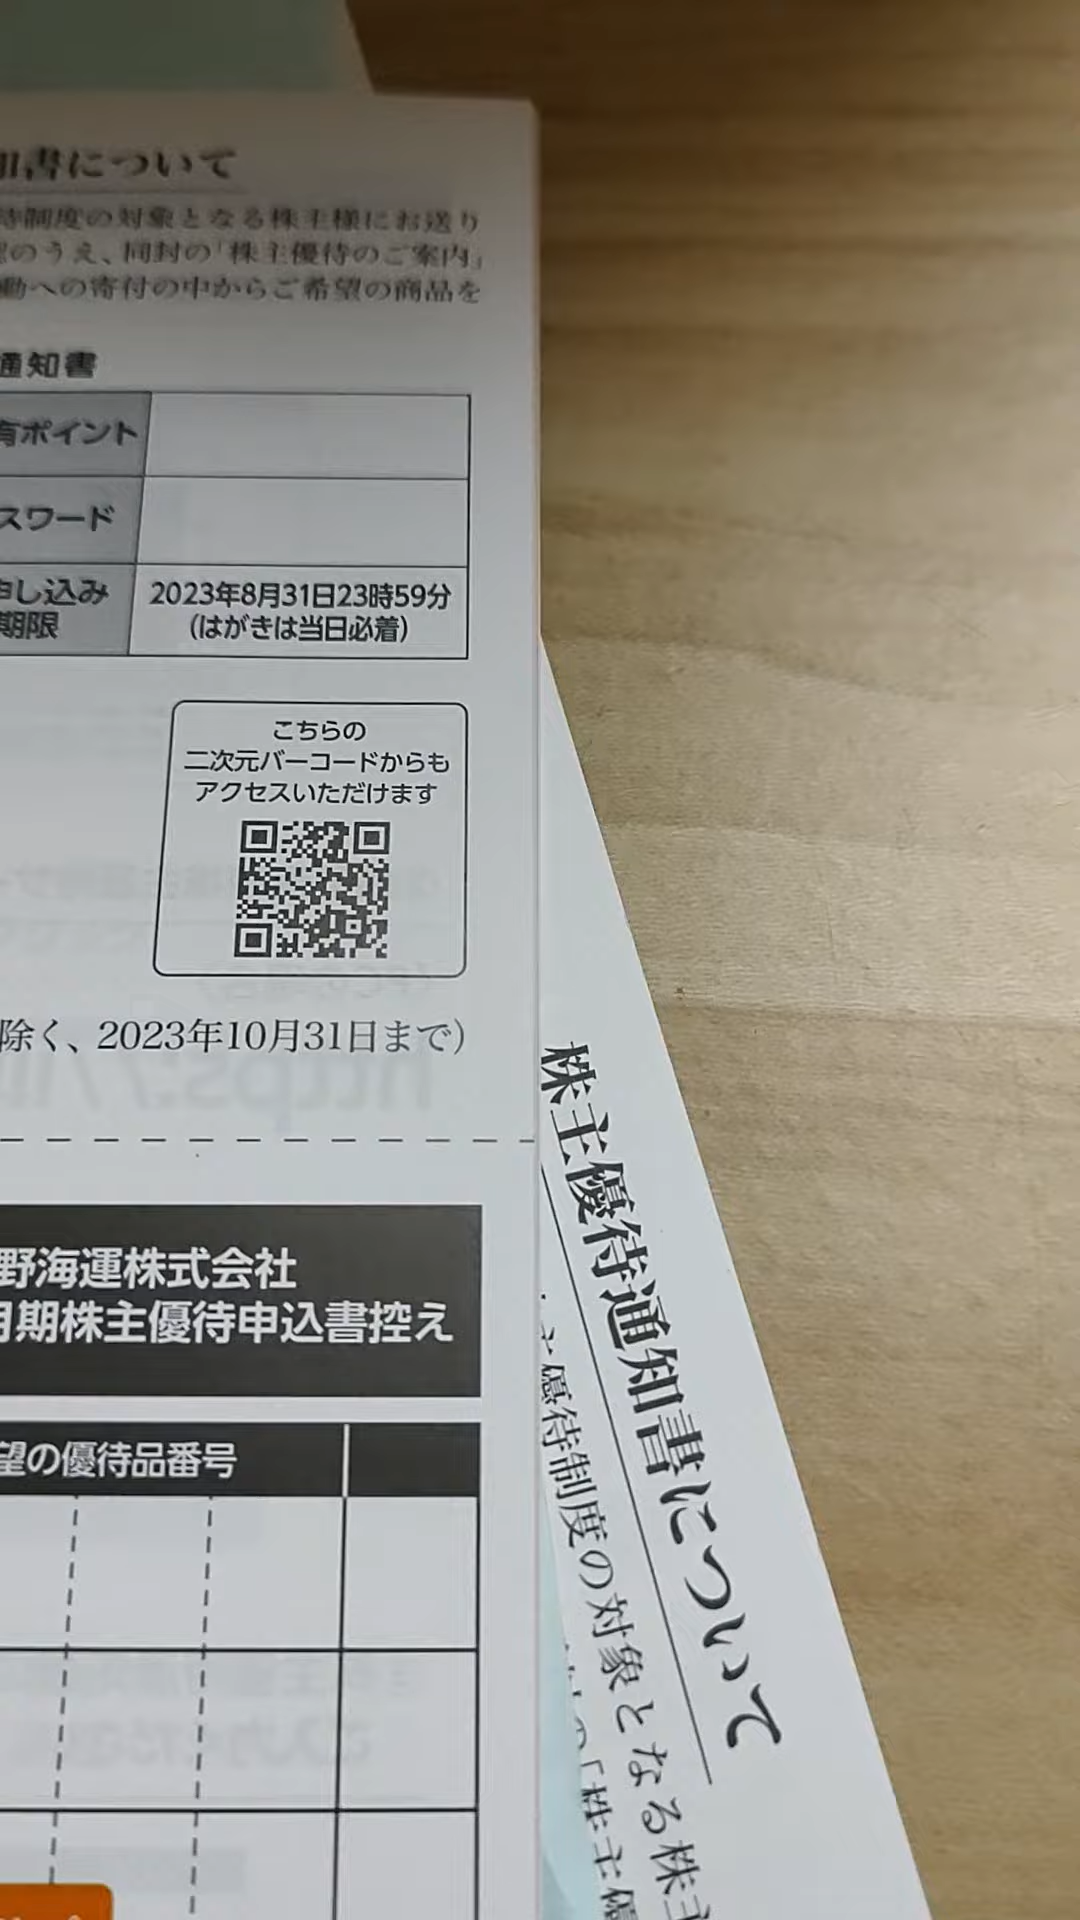 知書について
待制度の対象となる株主様にお送り
のうえ、同封の「株主優待のご案内」
動への寄付の中からご希望の商品を
通知書
有ポイント
スワード
申し込み
期限
2023年8月31日23時59分
(はがきは当日必着)
こちらの
二次元バーコードからも
アクセスいただけます
除く、2023年10月31日まで)
野海運株式会社
月期株主優待申込書控え
望の優待品番号
株主優待通知書について
主優待制度の対象となる株主
の「株主優